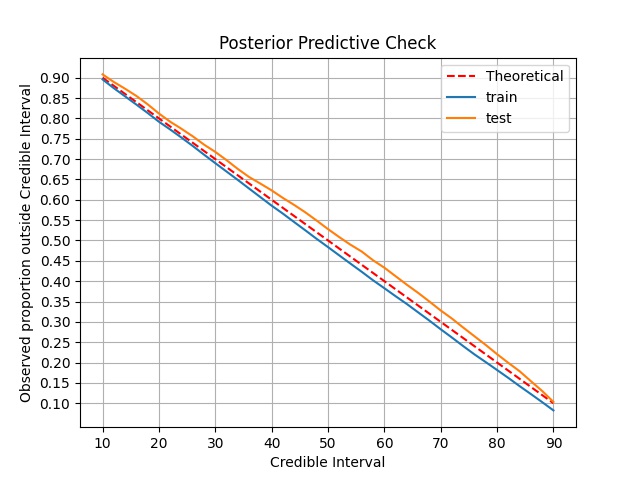 Posterior Predictive Check
Observed proportion outside Credible Interval
0.90
0.85
0.80
0.75
0.70
0.65
0.60
0.55
0.50
0.45
0.40
0.35
0.30
0.25
0.20
0.15
0.10
Theoretical
train
test
10 20 30 40 50 60 70 80 90
Credible Interval